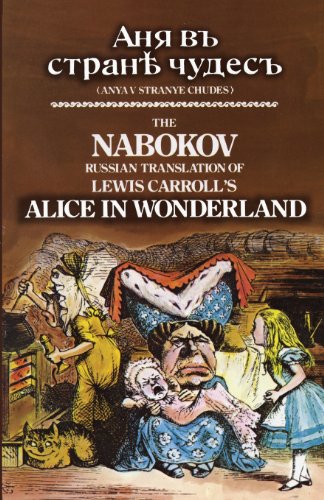 Аня въ
странѣ чудесъ
(ANYA V STRANYE CHUDES)
THE
NABOKOV
RUSSIAN TRANSLATION OF
LEWIS CARROLL'S
ALICE IN WONDERLAND